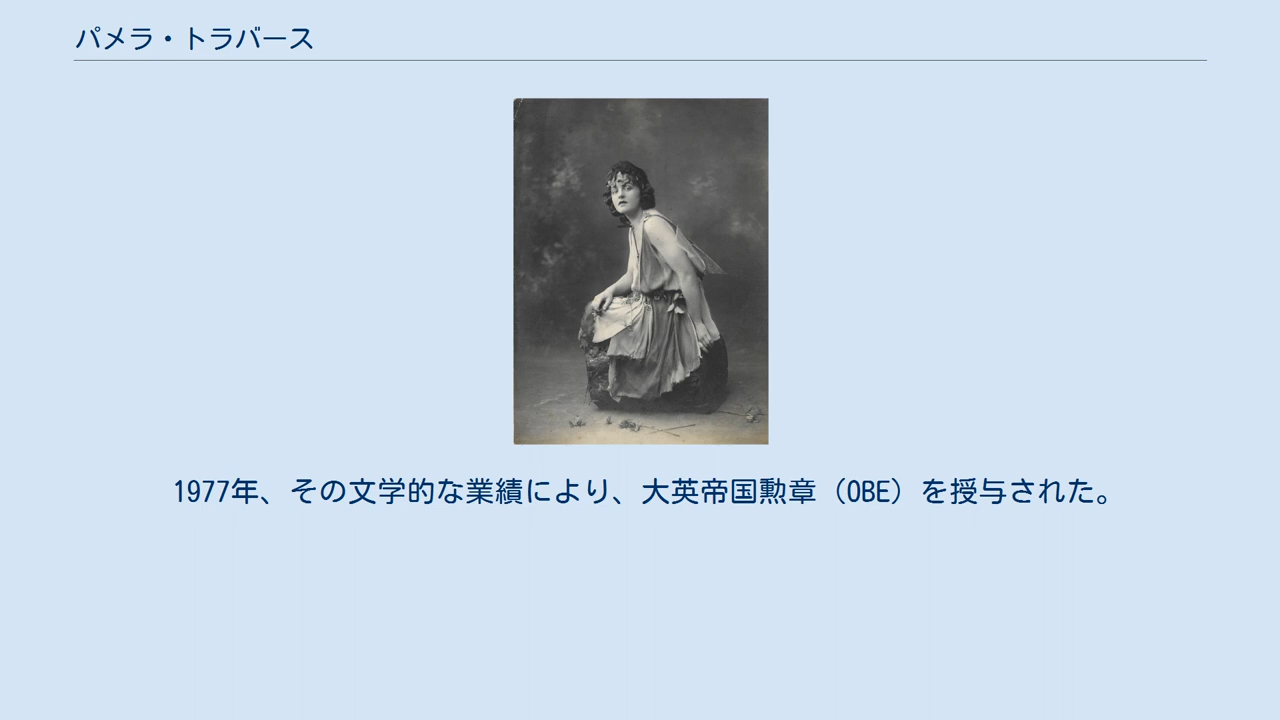 パメラ・トラバース
1977年、その文学的な業績により、大英帝国勲章（OBE）を授与された。